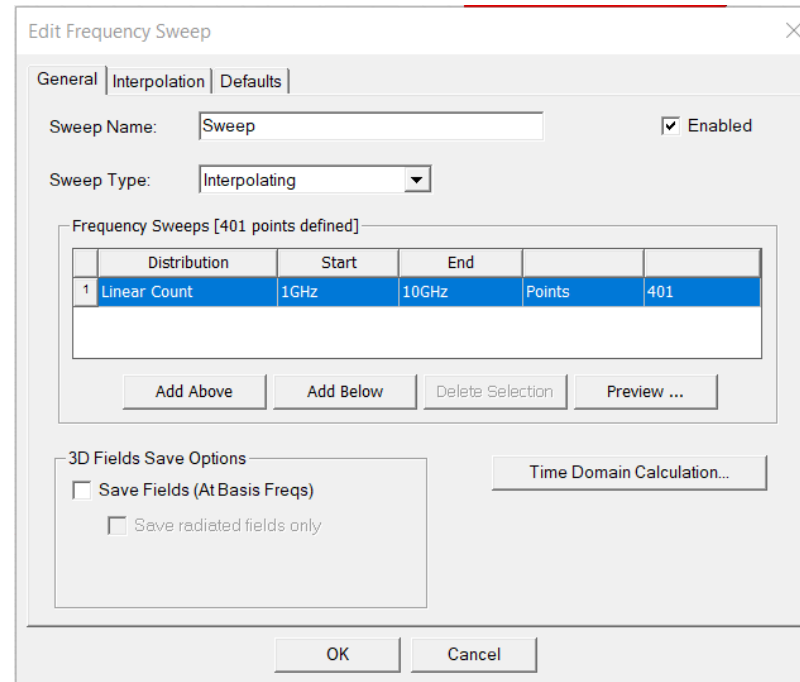 Edit Frequency Sweep
General Interpolation Defaults
Sweep Name: Sweep Enabled
Sweep Type: Interpolating
Frequency Sweeps [401 points defined]
Distribution Start End
1 Linear Count 1GHz 10GHz Points 401
Add Above Add Below Delete Selection Preview ...
3D Fields Save Options
Time Domain Calculation...
Save Fields (At Basis Freqs)
Save radiated fields only
OK Cancel